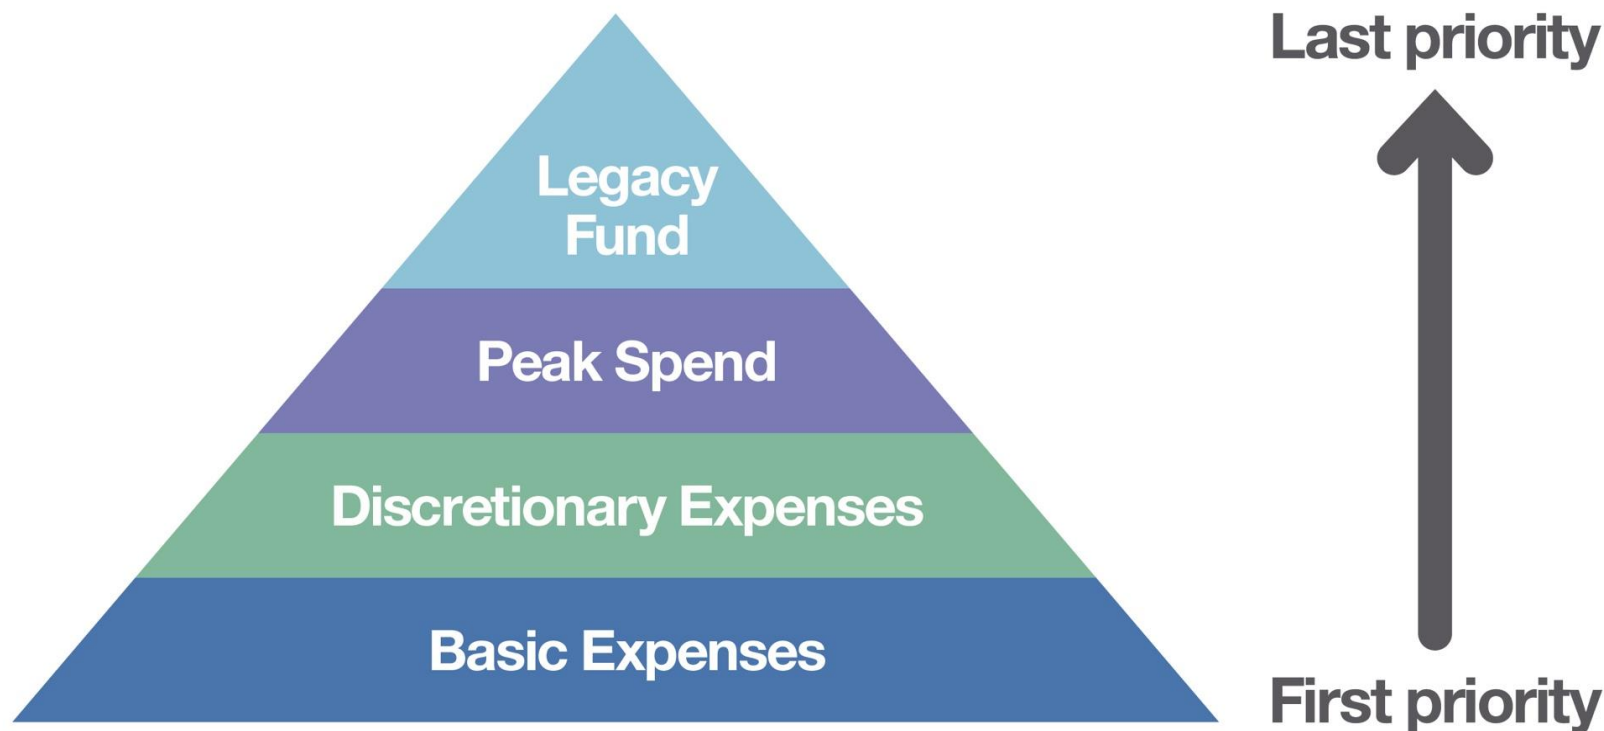 Last priority
Legacy
Fund
Peak Spend
Discretionary Expenses
Basic Expenses
First priority